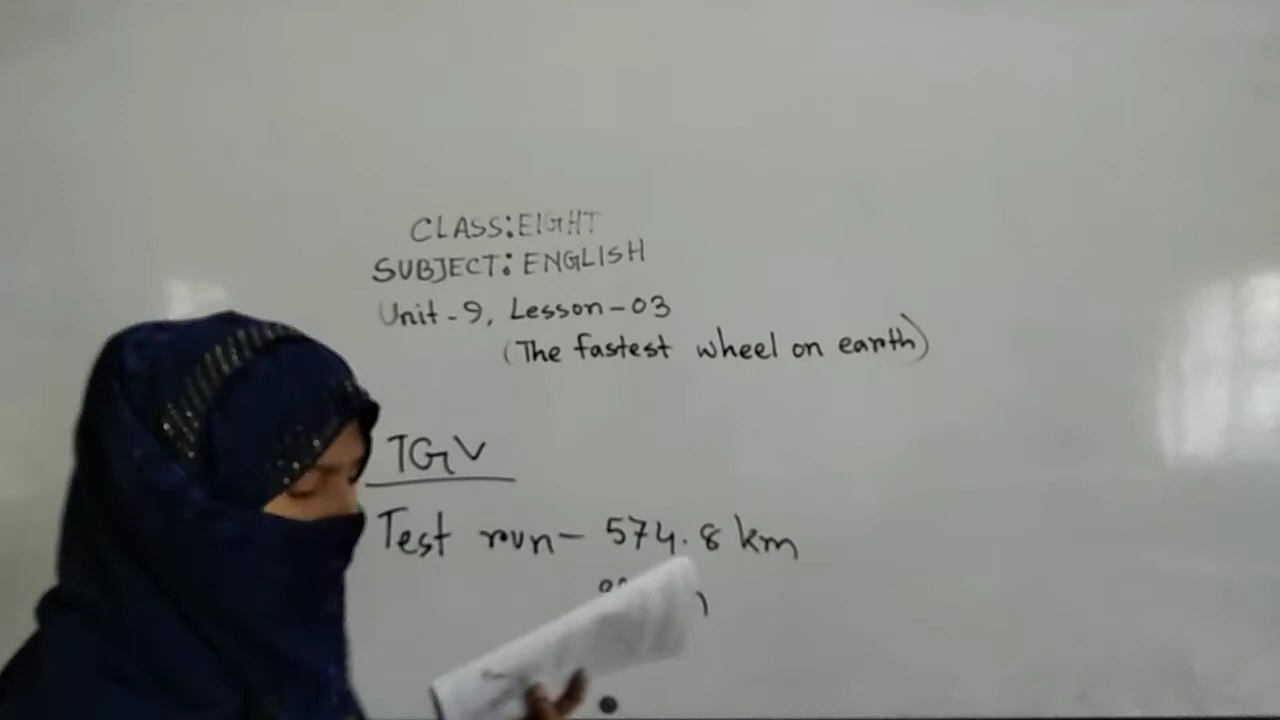 CLASS: EIGHT
SUBJECT: ENGLISH
Unit-9, Lesson-03
(The fastest wheel on earth)
TGV
Test run- 574.8 km